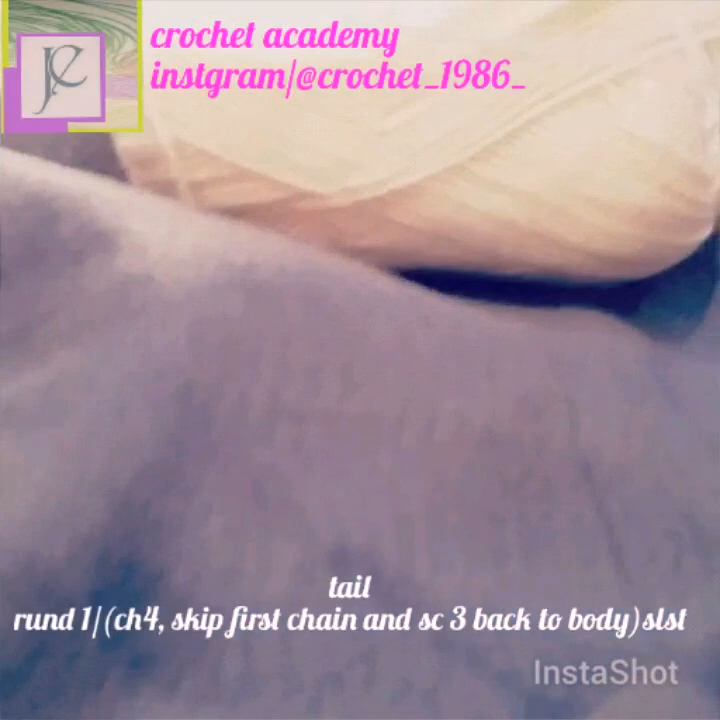 crochet academy
instgram/@crochet_1986_
JC
tail
rund 1/(ch4, skip first chain and sc 3 back to body)slst
InstaShot